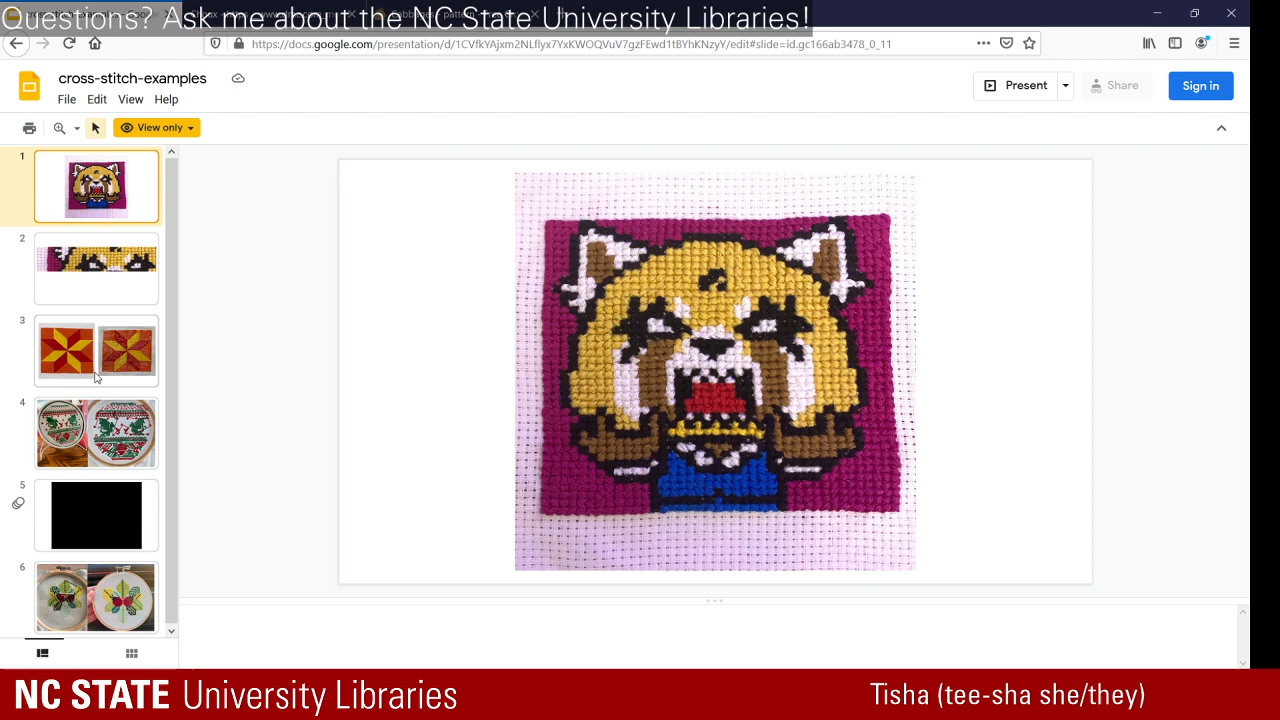 Questions? Ask me about the NC State University Libraries!
https://docs.google.com/presentation/d/1CVfkYAjxm2NLflyx7YxKWOQVuV7gzFEwd1tBYhKNzyY/edit#slide=id.gc166ab3478_0_11
cross-stitch-examples
File Edit View Help
Present
Share
Sign in
View only
1
2
3
4
5
6
NC STATE University Libraries
Tisha (tee-sha she/they)